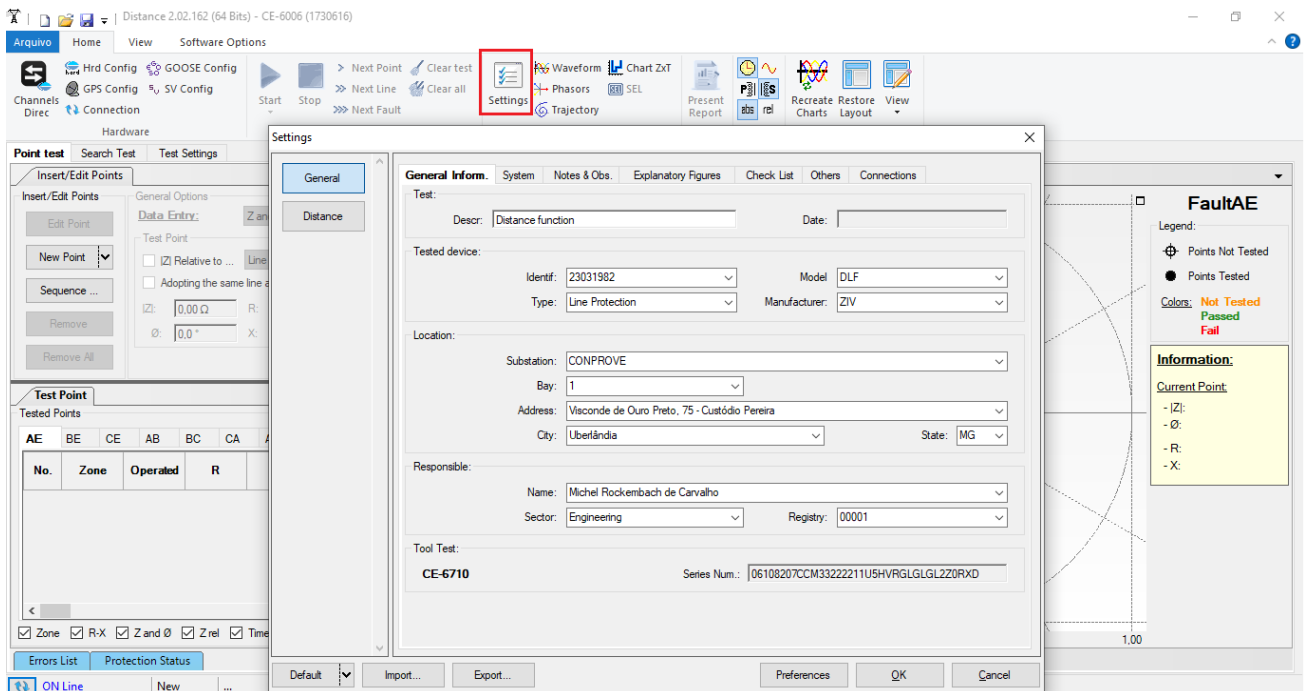 Distance 2.02.162 (64 Bits) - CE-6006 (1730616)
Arquivo Home View Software Options
Channels Direc
Hrd Config GOOSE Config
GPS Config SV Config
Connection
Hardware
Start Stop
Next Point Clear test
Next Line Clear all
Next Fault
Settings
Waveform Chart ZxT
Phasors SEL
Trajectory
Present Report
abs rel
Recreate Charts Restore Layout View
Point test Search Test Test Settings
Insert/Edit Points
Insert/Edit Points
Edit Point
New Point
Sequence ...
Remove
Remove All
General Options
Data Entry: Z an
Test Point
|Z| Relative to ... Line
Adopting the same line a
|Z|: 0,00 Ω R:
Ø: 0,0 ° X:
Test Point
Tested Points
AE BE CE AB BC CA
No. Zone Operated R
Zone R-X Z and Ø Z rel Time
Errors List Protection Status
ON Line New ...
Settings
General
Distance
General Inform. System Notes & Obs. Explanatory Figures Check List Others Connections
Test:
Descr: Distance function Date:
Tested device:
Identif: 23031982 Model DLF
Type: Line Protection Manufacturer: ZIV
Location:
Substation: CONPROVE
Bay: 1
Address: Visconde de Ouro Preto, 75 - Custódio Pereira
City: Uberlândia State: MG
Responsible:
Name: Michel Rockembach de Carvalho
Sector: Engineering Registry: 00001
Tool Test:
CE-6710 Series Num.: 06108207CCM33222211U5HVRGLGLGL2Z0RXD
Default Import... Export... Preferences OK Cancel
FaultAE
Legend:
Points Not Tested
Points Tested
Colors: Not Tested
Passed
Fail
Information:
Current Point:
- |Z|:
- Ø:
- R:
- X:
1,00